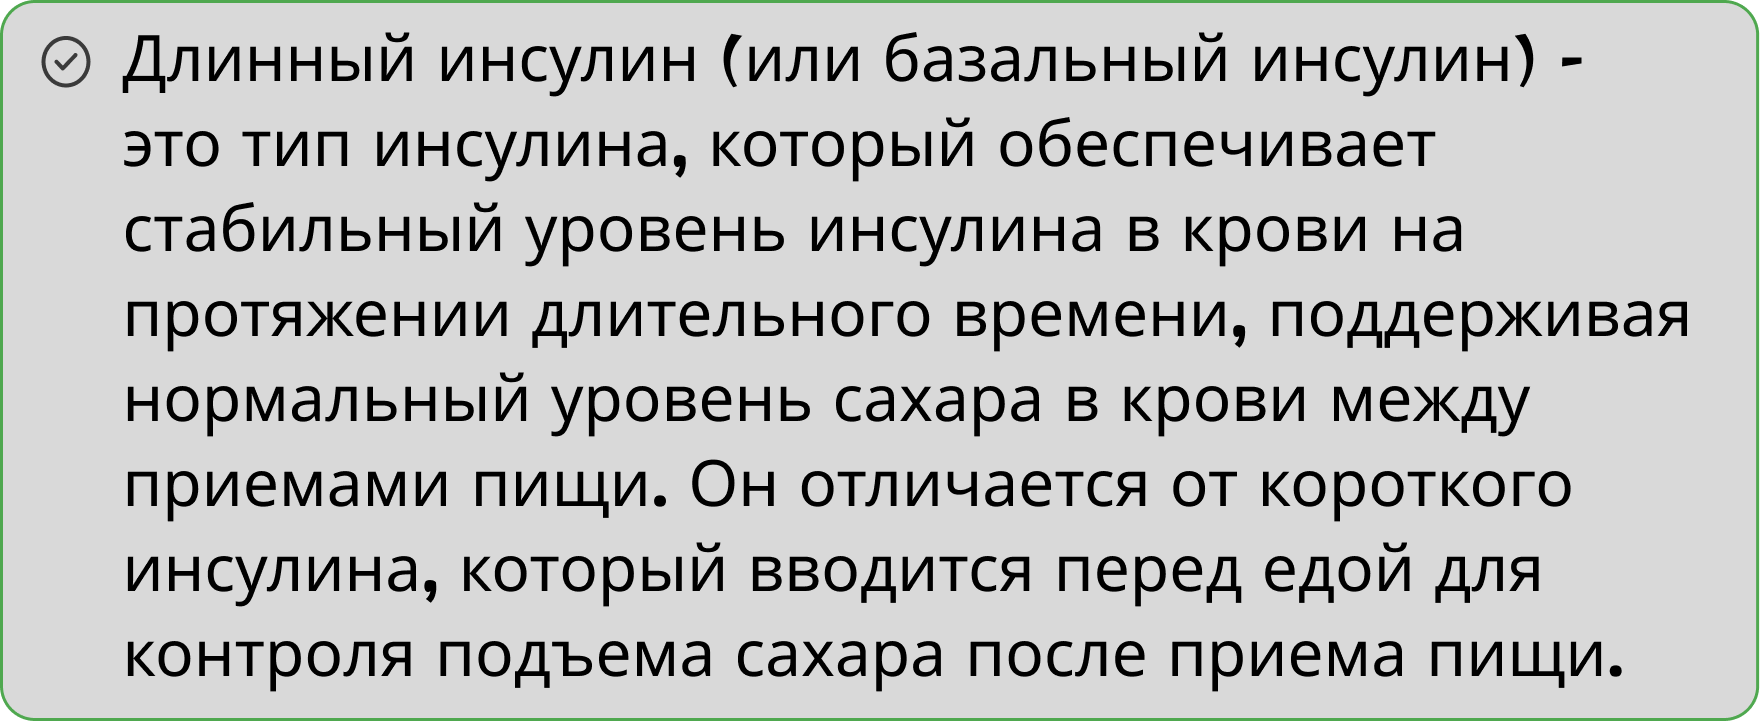 Длинный инсулин (или базальный инсулин) -
это тип инсулина, который обеспечивает
стабильный уровень инсулина в крови на
протяжении длительного времени, поддерживая
нормальный уровень сахара в крови между
приемами пищи. Он отличается от короткого
инсулина, который вводится перед едой для
контроля подъема сахара после приема пищи.